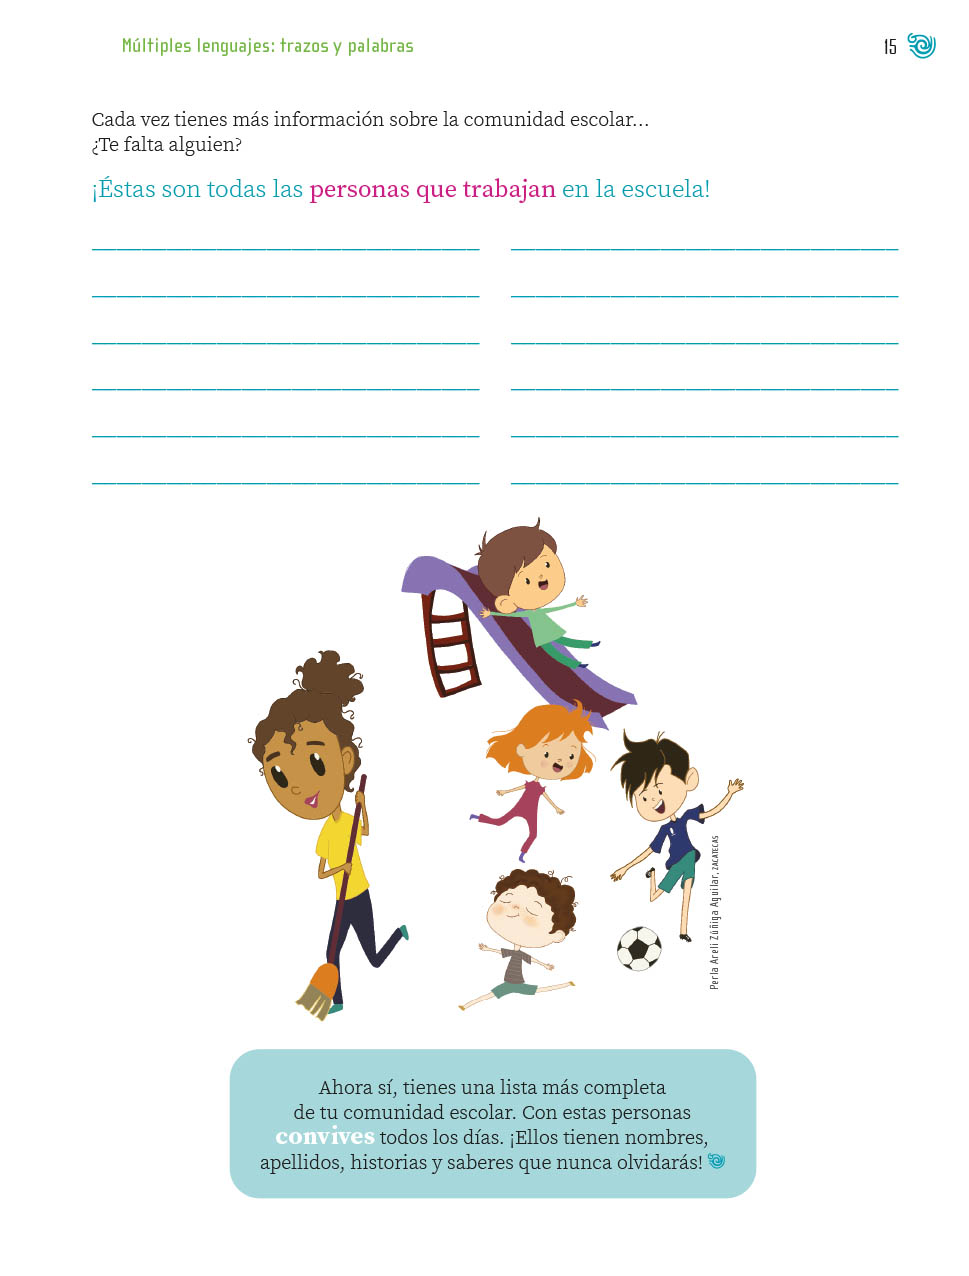 Múltiples lenguajes: trazos y palabras
15
Cada vez tienes más información sobre la comunidad escolar...
¿Te falta alguien?
¡Éstas son todas las personas que trabajan en la escuela!
Perla Areli Zúñiga Aguilar, ZACATECAS
Ahora sí, tienes una lista más completa
de tu comunidad escolar. Con estas personas
convives todos los días. ¡Ellos tienen nombres,
apellidos, historias y saberes que nunca olvidarás!